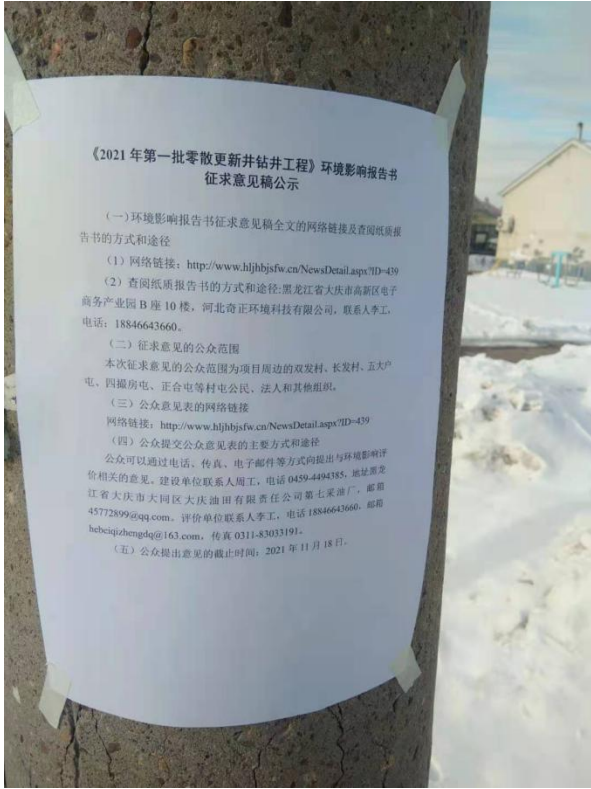 《2021 年第一批零散更新井钻井工程》环境影响报告书
征求意见稿公示
（一）环境影响报告书征求意见稿全文的网络链接及查阅纸质报
告书的方式和途径
（1）网络链接：http://www.hljhbjsfw.cn/NewsDetail.aspx?ID=439
（2）查阅纸质报告书的方式和途径:黑龙江省大庆市高新区电子
商务产业园 B 座 10 楼，河北奇正环境科技有限公司，联系人李工，
电话：18846643660。
（二）征求意见的公众范围
本次征求意见的公众范围为项目周边的双发村、长发村、五大户
屯、四撮房屯、正合屯等村屯公民、法人和其他组织。
（三）公众意见表的网络链接
网络链接：http://www.hljhbjsfw.cn/NewsDetail.aspx?ID=439
（四）公众提交公众意见表的主要方式和途径
公众可以通过电话、传真、电子邮件等方式向提出与环境影响评
价相关的意见。建设单位联系人周工，电话 0459-4494385，地址黑龙
江省大庆市大同区大庆油田有限责任公司第七采油厂，邮箱
45772899@qq.com。评价单位联系人李工，电话 18846643660，邮箱
hebeiqizhengdq@163.com，传真 0311-83033191。
（五）公众提出意见的截止时间：2021 年 11 月 18 日。